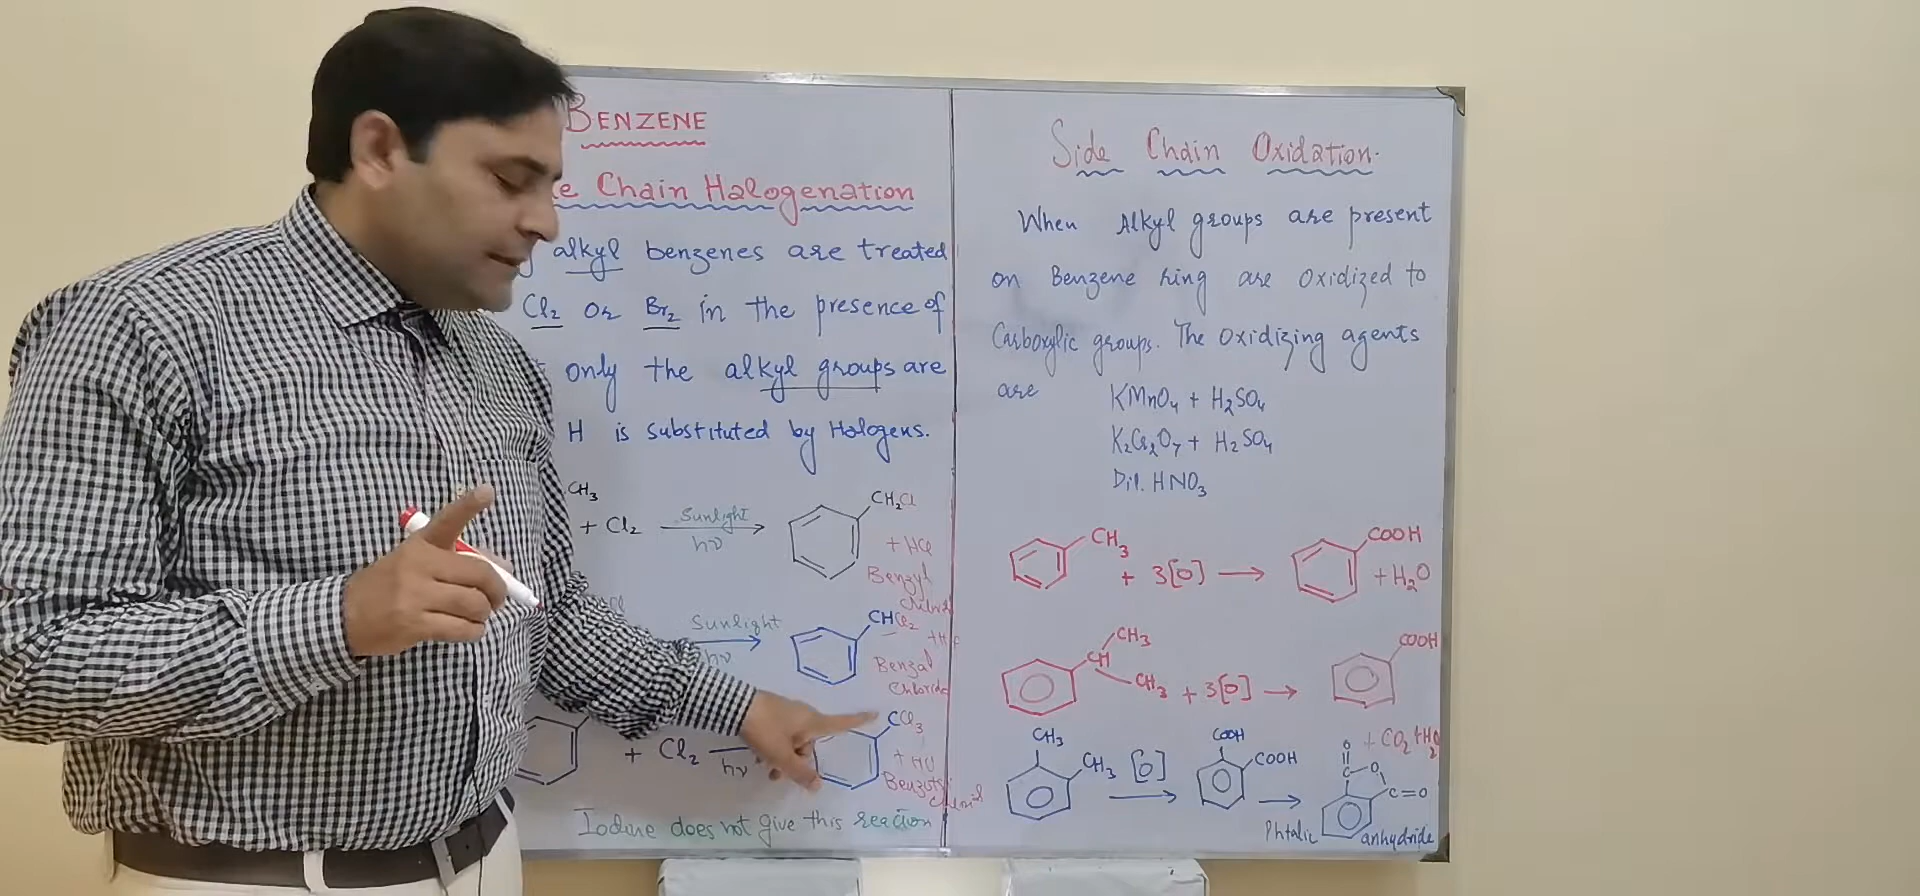 BENZENE
Chain Halogenation
alkyl benzenes are treated
Cl2 or Br2 in the presence of
only the alkyl groups are
H is substituted by Halogens.
CH3
+ Cl2
Sunlight
hν
CH2Cl
+ HCl
Benzyl
Sunlight
hν
CHCl2
Benzal
Chloride
+ Cl2
hν
CCl3
+ HCl
Iodine does not give this reaction
Side Chain Oxidation.
When Alkyl groups are present
on Benzene ring are oxidized to
Carboxylic groups. The oxidizing agents
are
KMnO4 + H2SO4
K2Cr2O7 + H2SO4
Dil. HNO3
CH3
+ 3[O] → COOH
+ H2O
CH3
CH
CH3 + 3[O] →
COOH
+ CO2 + H2O
CH3
CH3 [O] →
COOH
COOH →
O
C
O
C=O
Phtalic anhydride